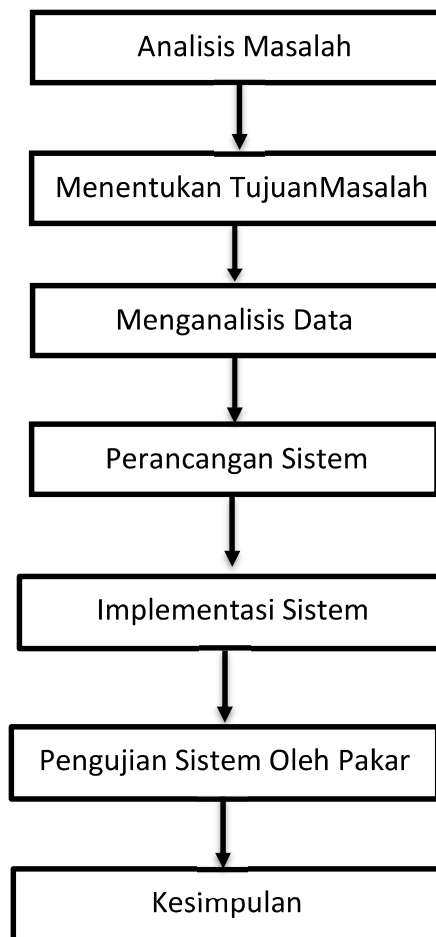 Analisis Masalah
Menentukan TujuanMasalah
Menganalisis Data
Perancangan Sistem
Implementasi Sistem
Pengujian Sistem Oleh Pakar
Kesimpulan